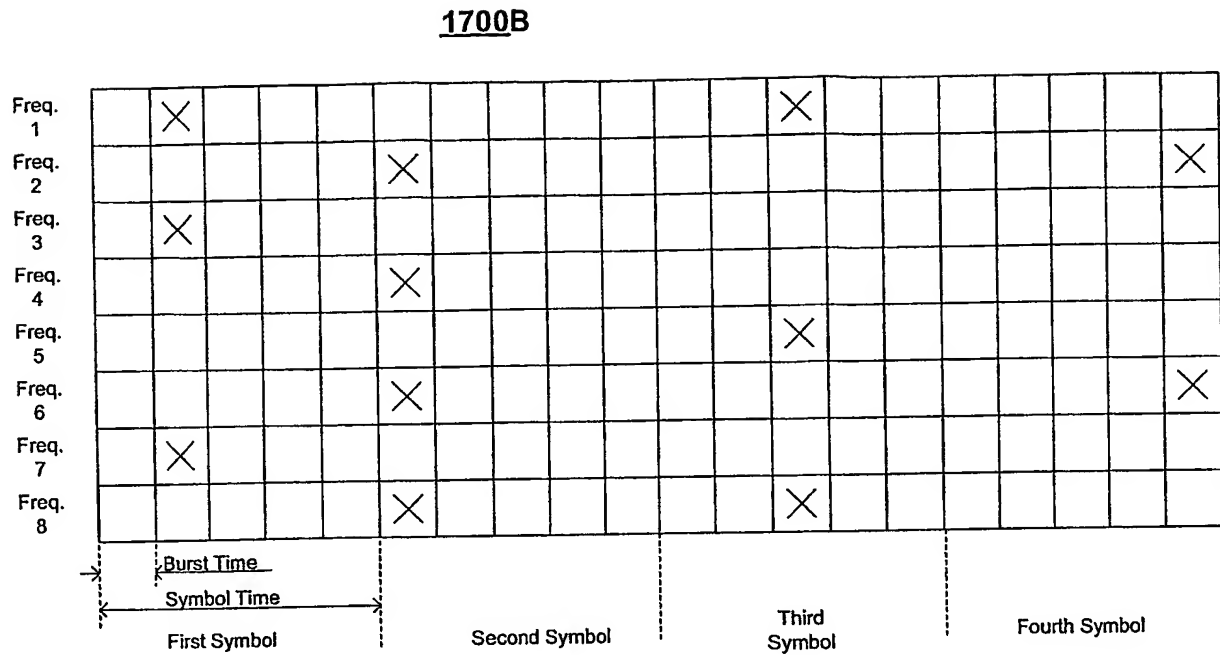 1700B
Freq.
1
Freq.
2
Freq.
3
Freq.
4
Freq.
5
Freq.
6
Freq.
7
Freq.
8
Burst Time
Symbol Time
First Symbol
Second Symbol
Third
Symbol
Fourth Symbol